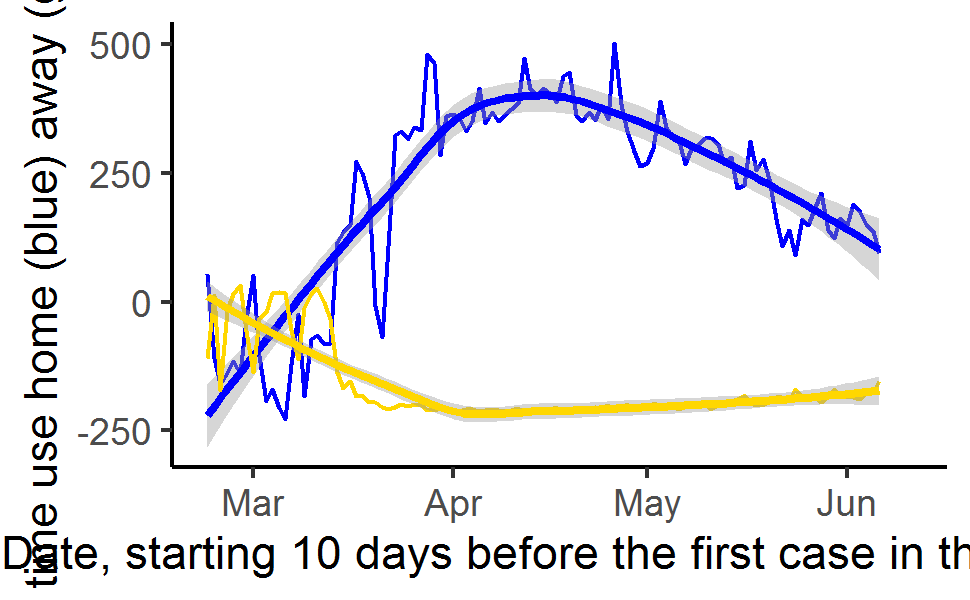 time use home (blue) away (
500
250
0
-250
Mar Apr May Jun
Date, starting 10 days before the first case in th